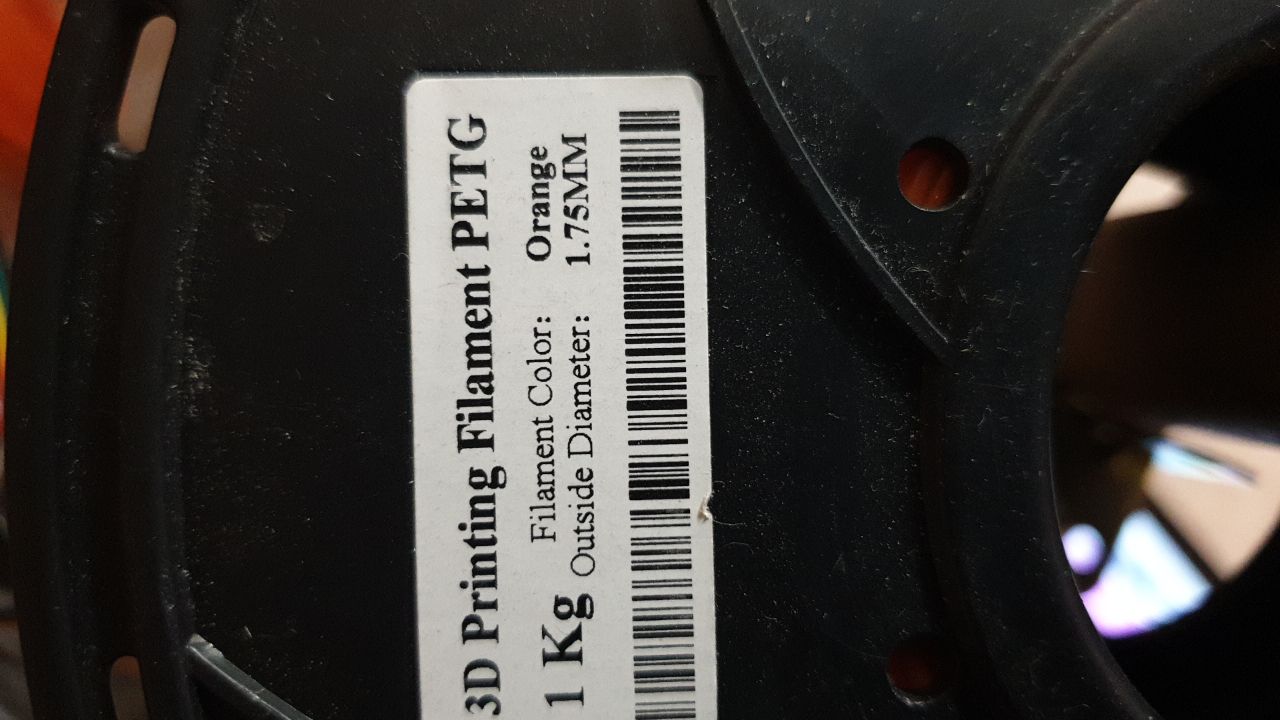 3D Printing Filament PETG
1 Kg
Filament Color: Orange
Outside Diameter: 1.75MM